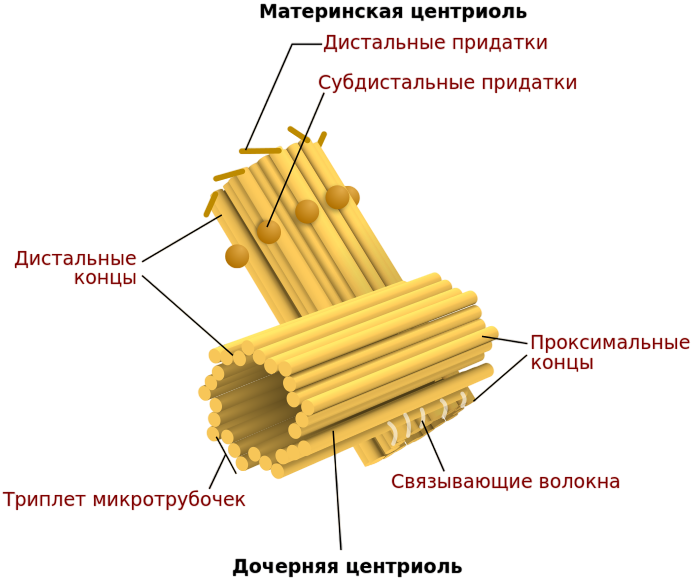 Материнская центриоль
Дистальные придатки
Субдистальные придатки
Дистальные
концы
Проксимальные
концы
Связывающие волокна
Триплет микротрубочек
Дочерняя центриоль